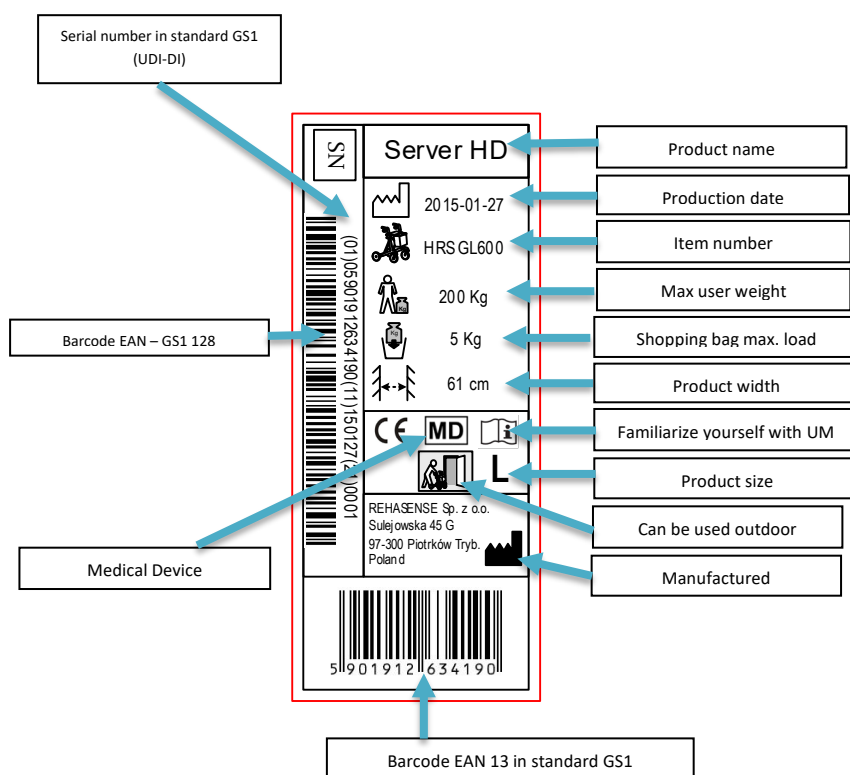 Serial number in standard GS1
(UDI-DI)
SN
Server HD
Product name
2015-01-27
Production date
HRSGL600
Item number
200 Kg
Max user weight
Kg
5 Kg
Shopping bag max. load
Barcode EAN – GS1 128
(01)05901912634190(11)150127(21)0001
61 cm
Product width
CE MD i
Familiarize yourself with UM
L
Product size
REHASENSE Sp. z o.o.
Sulejowska 45 G
97-300 Piotrków Tryb.
Poland
Can be used outdoor
Medical Device
Manufactured
5 901912 634190
Barcode EAN 13 in standard GS1